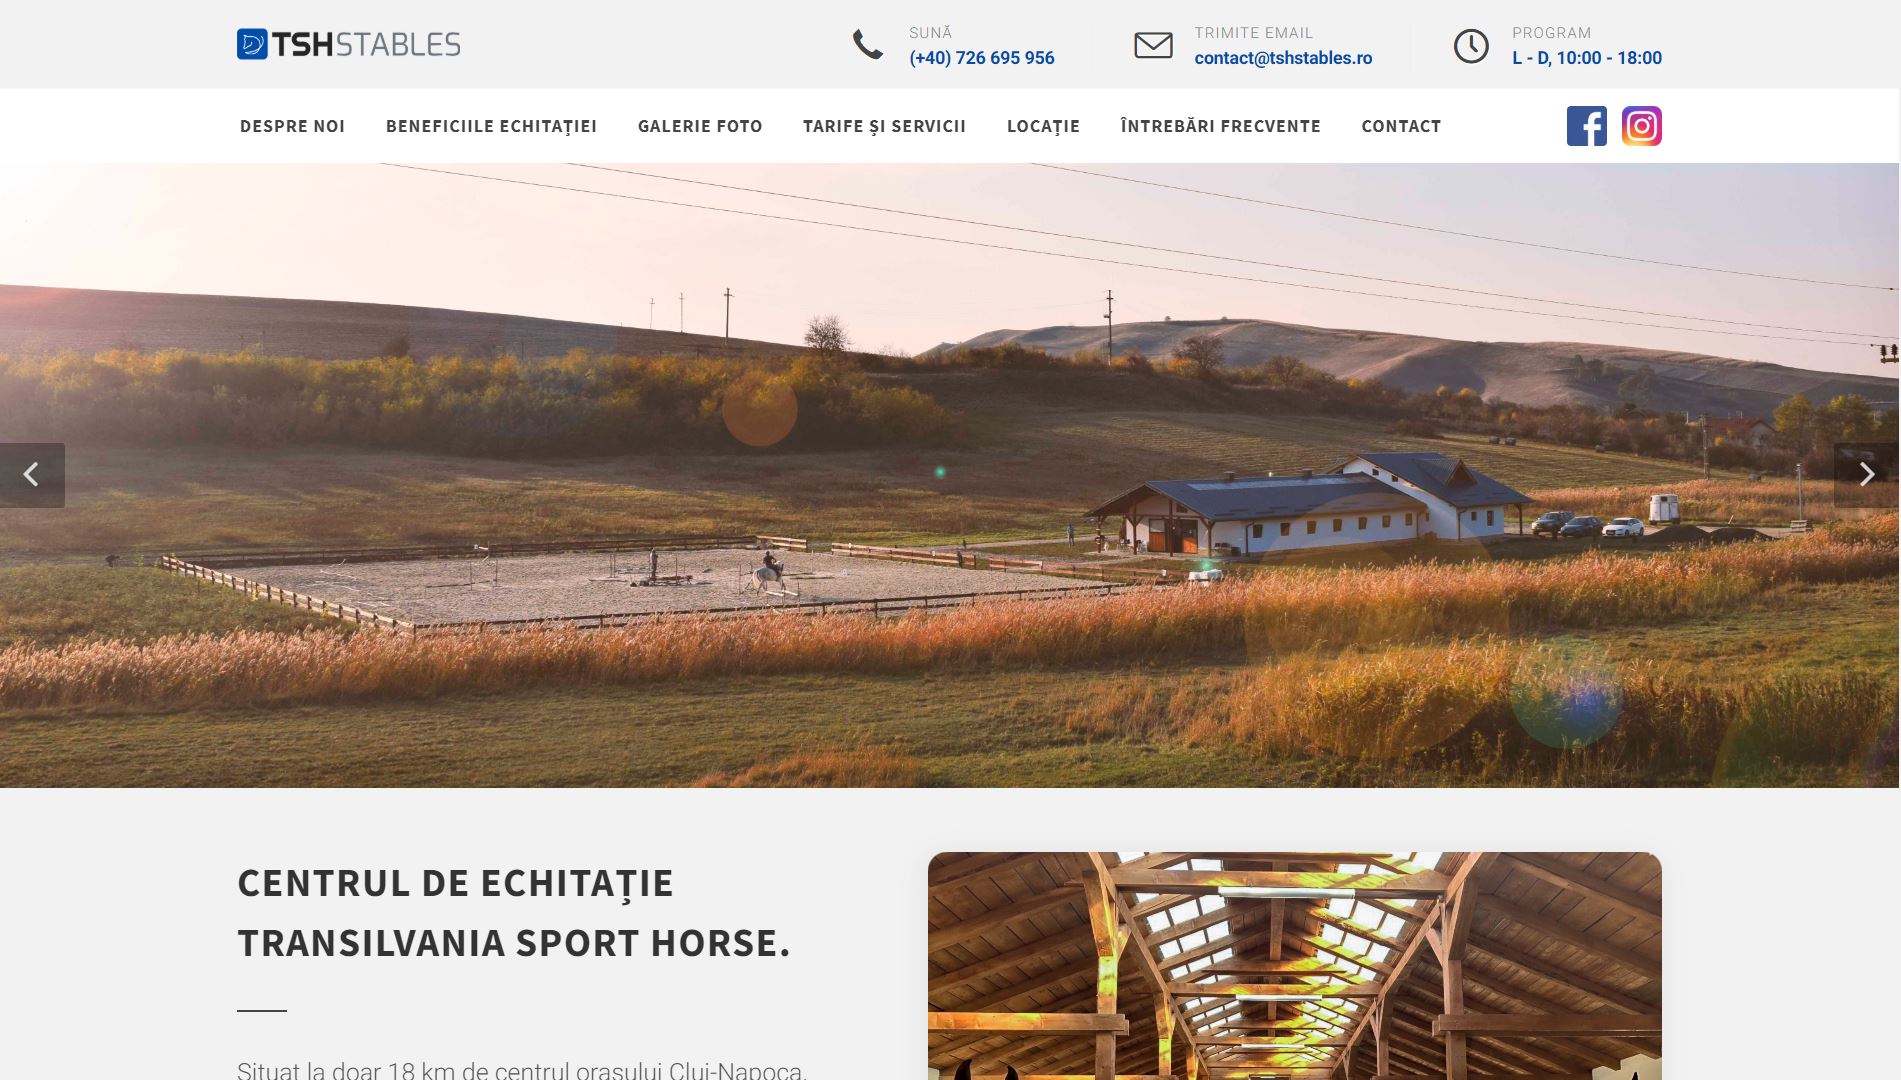 TSHSTABLES
SUNĂ
(+40) 726 695 956
TRIMITE EMAIL
contact@tshstables.ro
PROGRAM
L - D, 10:00 - 18:00
DESPRE NOI BENEFICIILE ECHITAȚIEI GALERIE FOTO TARIFE ȘI SERVICII LOCAȚIE ÎNTREBĂRI FRECVENTE CONTACT
CENTRUL DE ECHITAȚIE
TRANSILVANIA SPORT HORSE.
Situat la doar 18 km de centrul orașului Cluj-Napoca,